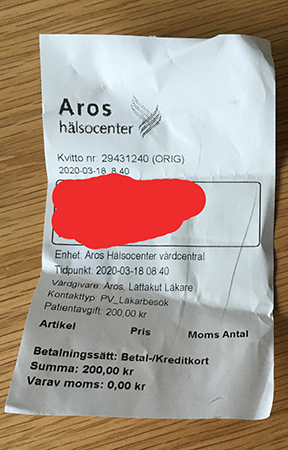 Aros
hälsocenter
Kvitto nr: 29431240 (ORIG)
2020-03-18 8:40
Enhet: Aros Hälsocenter vårdcentral
Tidpunkt: 2020-03-18 08:40
Vårdgivare: Aros, Lättakut Läkare
Kontakttyp: PV_Läkarbesök
Patientavgift: 200,00 kr
Artikel Pris Moms Antal
Betalningssätt: Betal-/Kreditkort
Summa: 200,00 kr
Varav moms: 0,00 kr